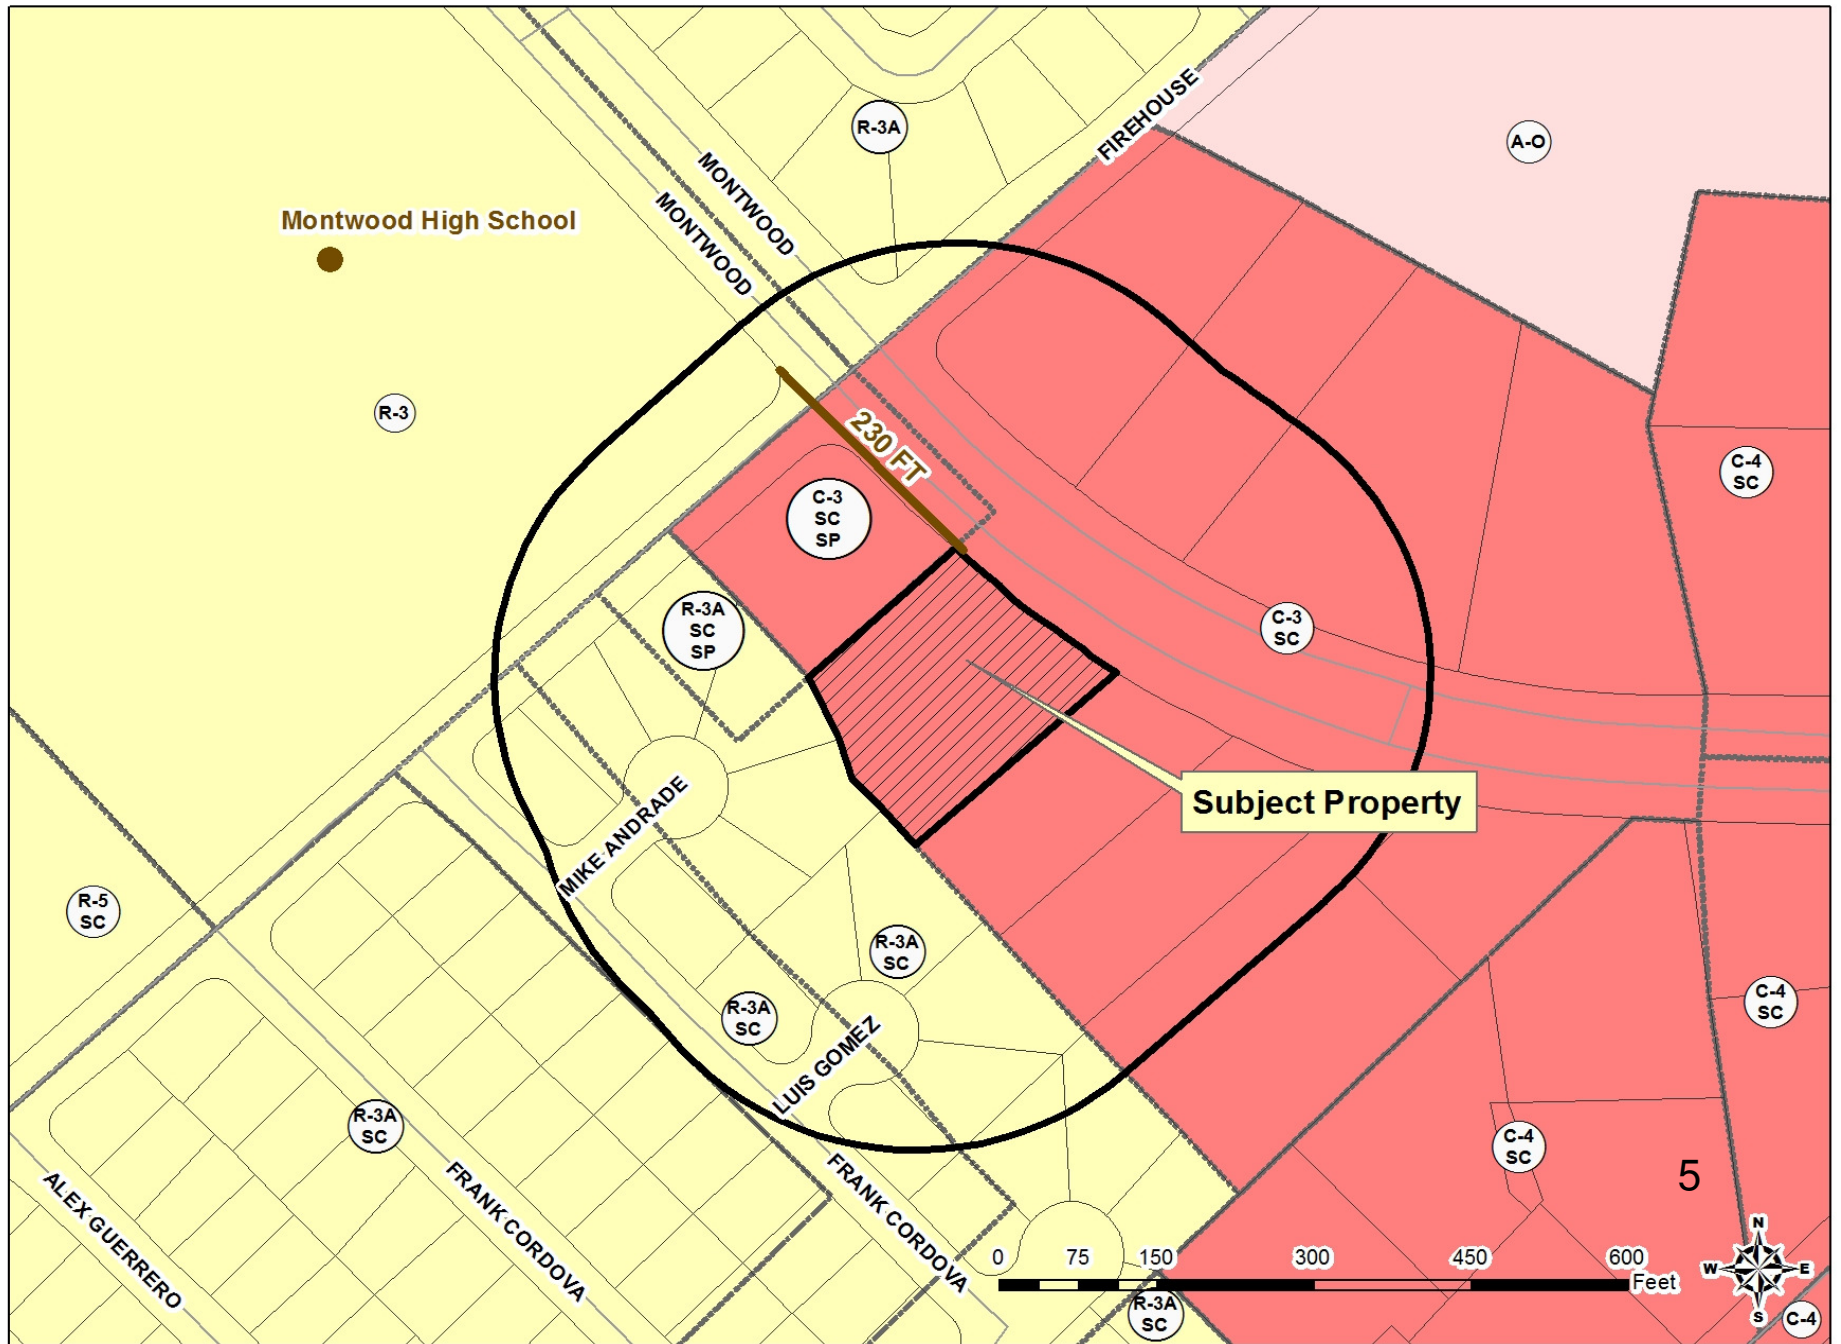 FIREHOUSE
R-3A
A-O
MONTWOOD
MONTWOOD
Montwood High School
R-3
230 FT
C-4
SC
C-3
SC
SP
R-3A
SC
SP
C-3
SC
Subject Property
MIKE ANDRADE
R-5
SC
R-3A
SC
R-3A
SC
C-4
SC
LUIS GOMEZ
R-3A
SC
C-4
SC
5
ALEX GUERRERO
FRANK CORDOVA
FRANK CORDOVA
0 75 150 300 450 600
Feet
N
W E
S
R-3A
SC
C-4